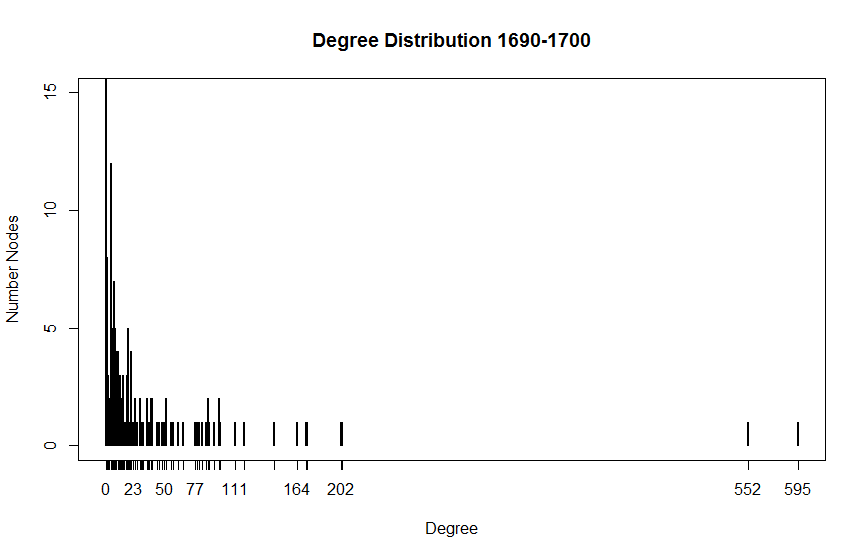 Degree Distribution 1690-1700
Number Nodes
15
10
5
0
0 23 50 77 111 164 202 552 595
Degree